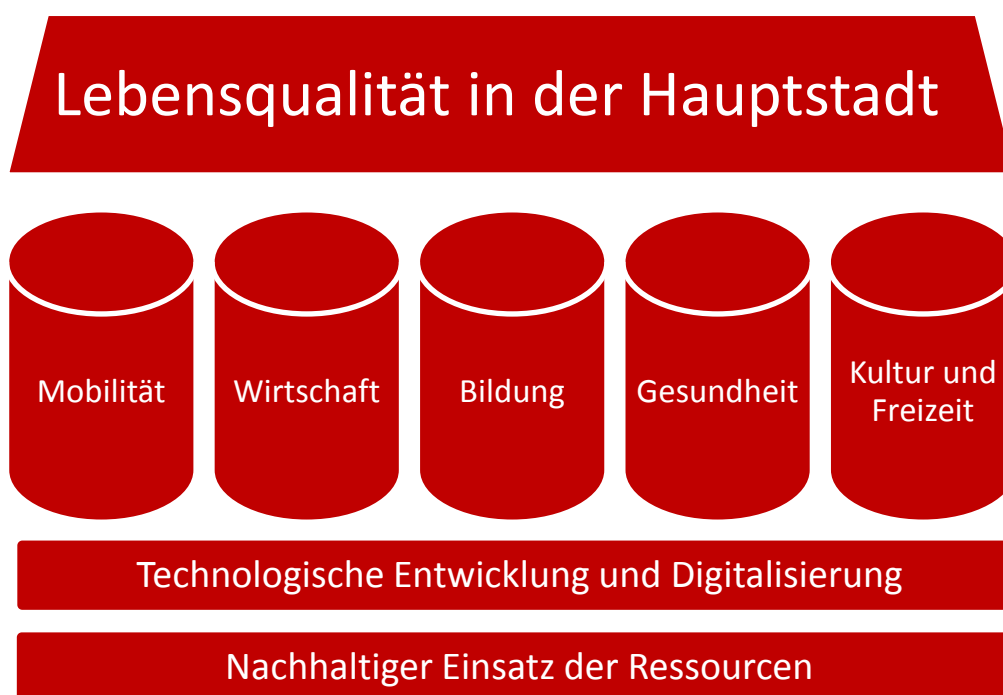 Lebensqualität in der Hauptstadt
Mobilität
Wirtschaft
Bildung
Gesundheit
Kultur und
Freizeit
Technologische Entwicklung und Digitalisierung
Nachhaltiger Einsatz der Ressourcen